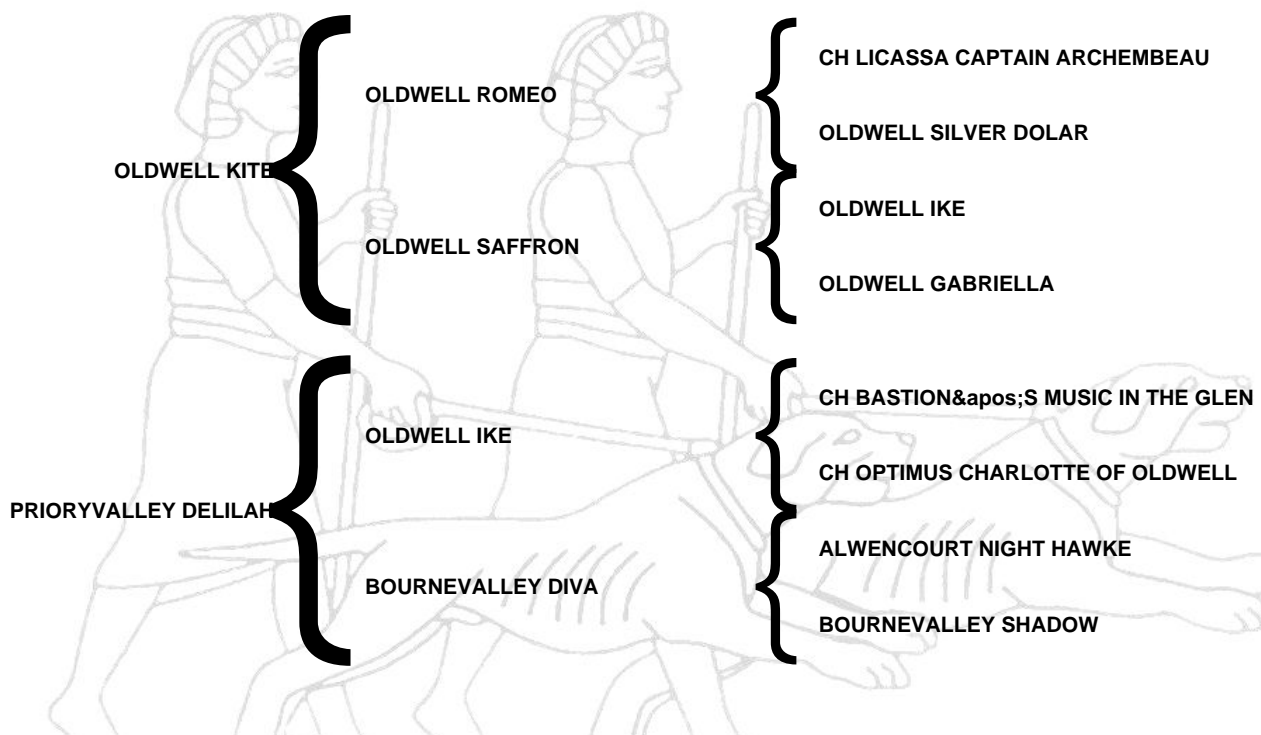 CH LICASSA CAPTAIN ARCHEMBEAU
OLDWELL ROMEO
OLDWELL SILVER DOLAR
OLDWELL KITE
OLDWELL IKE
OLDWELL SAFFRON
OLDWELL GABRIELLA
CH BASTION&apos;S MUSIC IN THE GLEN
OLDWELL IKE
CH OPTIMUS CHARLOTTE OF OLDWELL
PRIORYVALLEY DELILAH
ALWENCOURT NIGHT HAWKE
BOURNEVALLEY DIVA
BOURNEVALLEY SHADOW